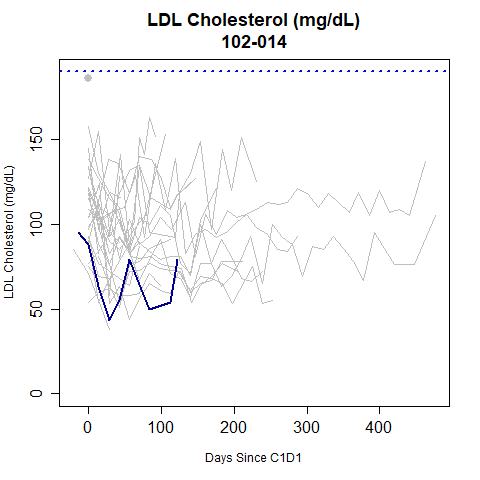 LDL Cholesterol (mg/dL)
102-014
LDL Cholesterol (mg/dL)
150
100
50
0
0 100 200 300 400
Days Since C1D1